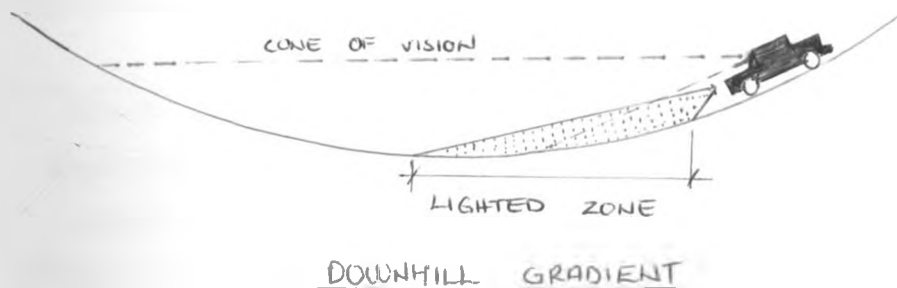 CONE OF VISION
LIGHTED ZONE
DOWNHILL GRADIENT